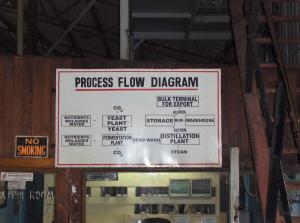 PROCESS FLOW DIAGRAM
BULK TERMINAL
FOR EXPORT
CO2
NUTRIENTS
MOLASSES
WATER
YEAST
PLANT
YEAST
STORAGE
RUM
WAREHOUSE
NUTRIENTS
MOLASSES
WATER
FERMENTATION
PLANT
DEAD WASH
DISTILLATION
PLANT
CO2
STEAM
NO
SMOKING
ROOM